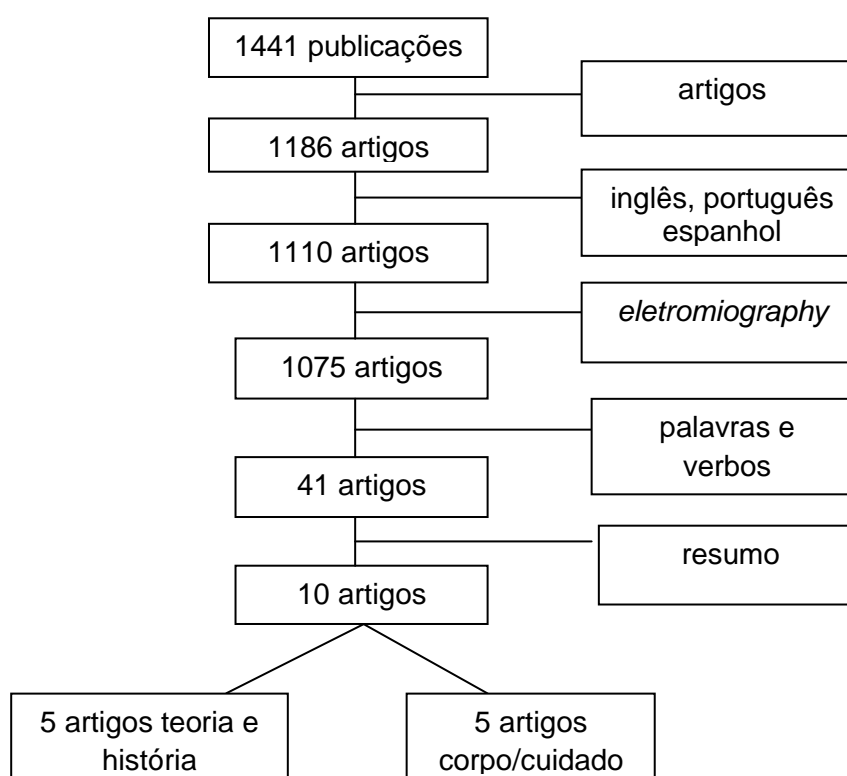 1441 publicações
artigos
1186 artigos
inglês, português
espanhol
1110 artigos
eletromiography
1075 artigos
palavras e
verbos
41 artigos
resumo
10 artigos
5 artigos teoria e
história
5 artigos
corpo/cuidado